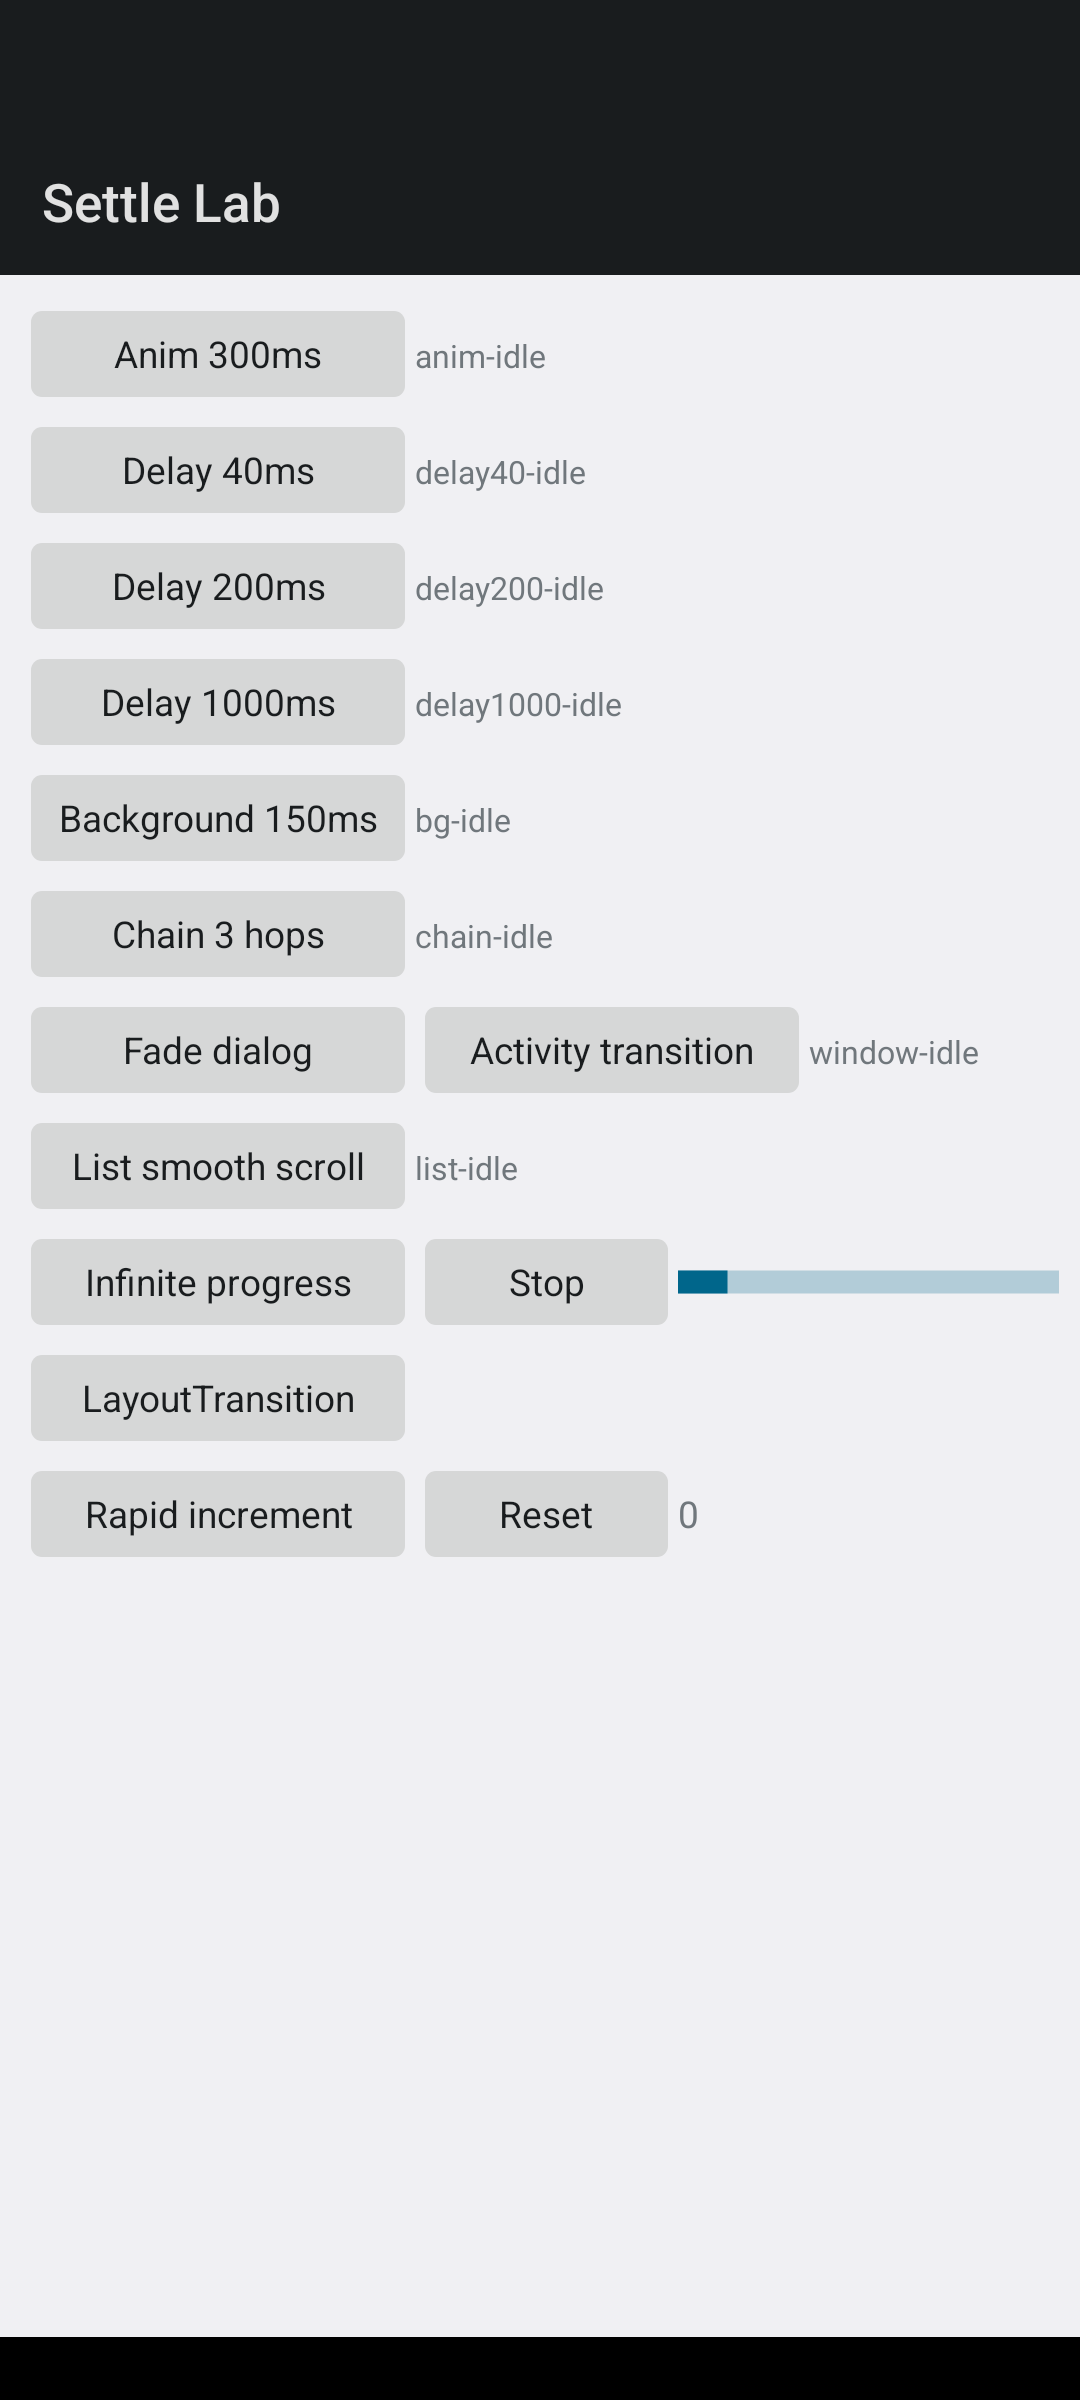 Settle Lab
Anim 300ms anim-idle
Delay 40ms delay40-idle
Delay 200ms delay200-idle
Delay 1000ms delay1000-idle
Background 150ms bg-idle
Chain 3 hops chain-idle
Fade dialog Activity transition window-idle
List smooth scroll list-idle
Infinite progress Stop
LayoutTransition
Rapid increment Reset 0